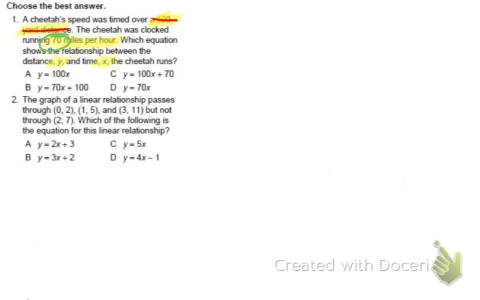 Choose the best answer.
1. A cheetah's speed was timed over a 100
yard distance. The cheetah was clocked
running 70 miles per hour. Which equation
shows the relationship between the
distance, y, and time, x, the cheetah runs?
A y = 100x C y = 100x + 70
B y = 70x + 100 D y = 70x
2. The graph of a linear relationship passes
through (0, 2), (1, 5), and (3, 11) but not
through (2, 7). Which of the following is
the equation for this linear relationship?
A y = 2x + 3 C y = 5x
B y = 3x + 2 D y = 4x − 1
Created with Doceri